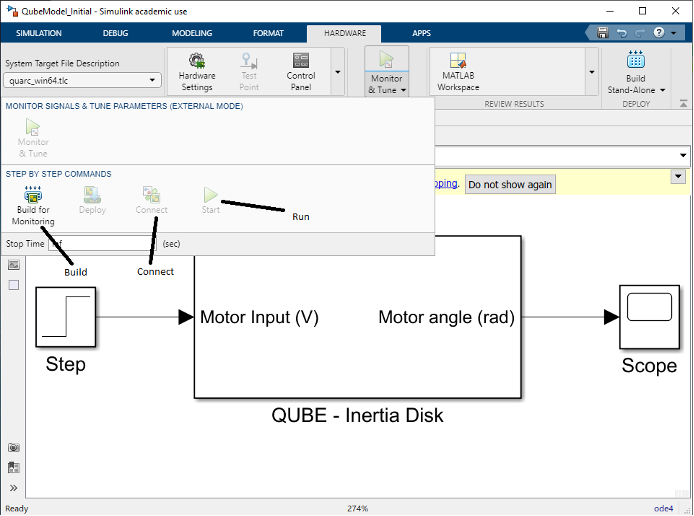 QubeModel_Initial - Simulink academic use
SIMULATION DEBUG MODELING FORMAT HARDWARE APPS
System Target File Description
quarc_win64.tlc
Hardware
Settings
Test
Point
Control
Panel
Monitor
& Tune
MATLAB
Workspace
REVIEW RESULTS
Build
Stand-Alone
DEPLOY
MONITOR SIGNALS & TUNE PARAMETERS (EXTERNAL MODE)
Monitor
& Tune
STEP BY STEP COMMANDS
Build for
Monitoring
Deploy
Connect
Start
Run
Stop Time
(sec)
Build
Connect
. Do not show again
Motor Input (V) Motor angle (rad)
Step
QUBE - Inertia Disk
Scope
Ready 274% ode4